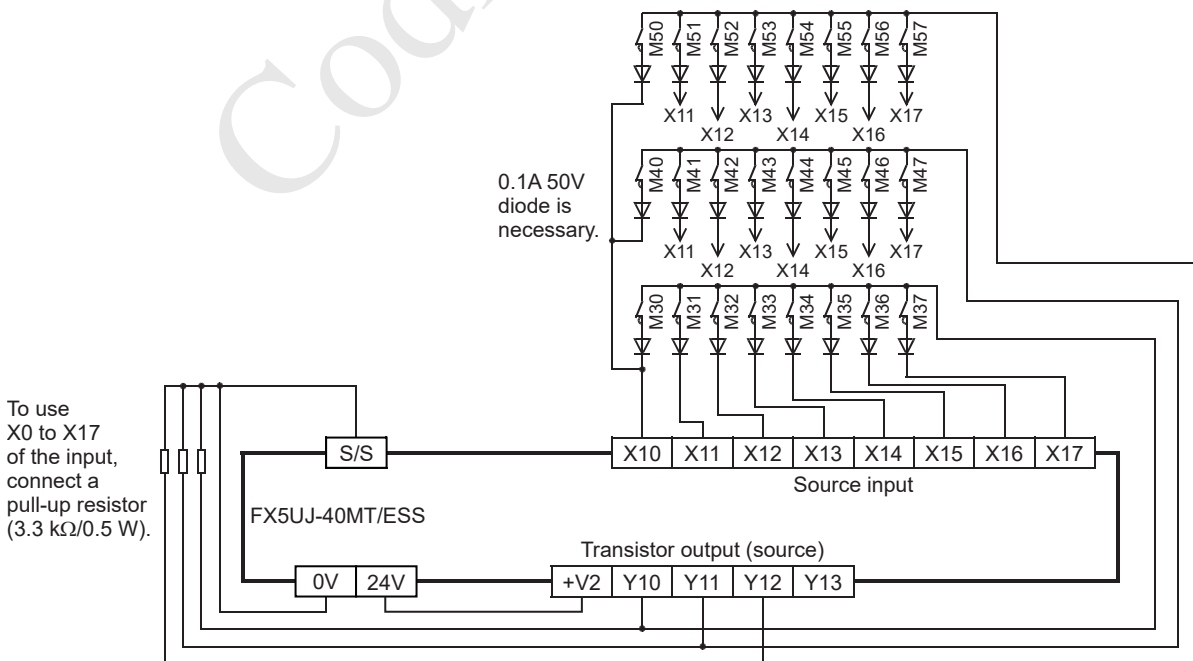 M50 M51 M52 M53 M54 M55 M56 M57
X11 X13 X15 X17
X12 X14 X16
M40 M41 M42 M43 M44 M45 M46 M47
0.1A 50V
diode is
necessary.
X11 X13 X15 X17
X12 X14 X16
M30 M31 M32 M33 M34 M35 M36 M37
To use
X0 to X17
of the input,
connect a
pull-up resistor
(3.3 kΩ/0.5 W).
S/S
X10 X11 X12 X13 X14 X15 X16 X17
Source input
FX5UJ-40MT/ESS
Transistor output (source)
0V 24V
+V2 Y10 Y11 Y12 Y13